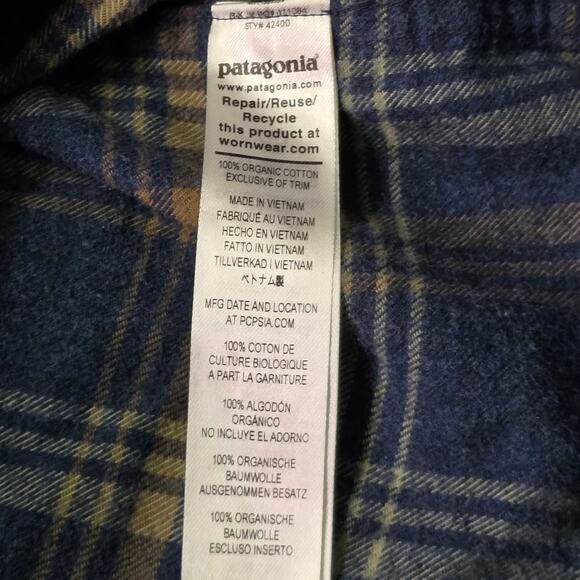 STY# 42400
patagonia®
www.patagonia.com
Repair/Reuse/
Recycle
this product at
wornwear.com
100% ORGANIC COTTON
EXCLUSIVE OF TRIM
MADE IN VIETNAM
FABRIQUÉ AU VIETNAM
HECHO EN VIETNAM
FATTO IN VIETNAM
TILLVERKAD I VIETNAM
ベトナム製
MFG DATE AND LOCATION
AT PCPSIA.COM
100% COTON DE
CULTURE BIOLOGIQUE
A PART LA GARNITURE
100% ALGODÓN
ORGÁNICO
NO INCLUYE EL ADORNO
100% ORGANISCHE
BAUMWOLLE
AUSGENOMMEN BESATZ
100% ORGANISCHE
BAUMWOLLE
ESCLUSO INSERTO